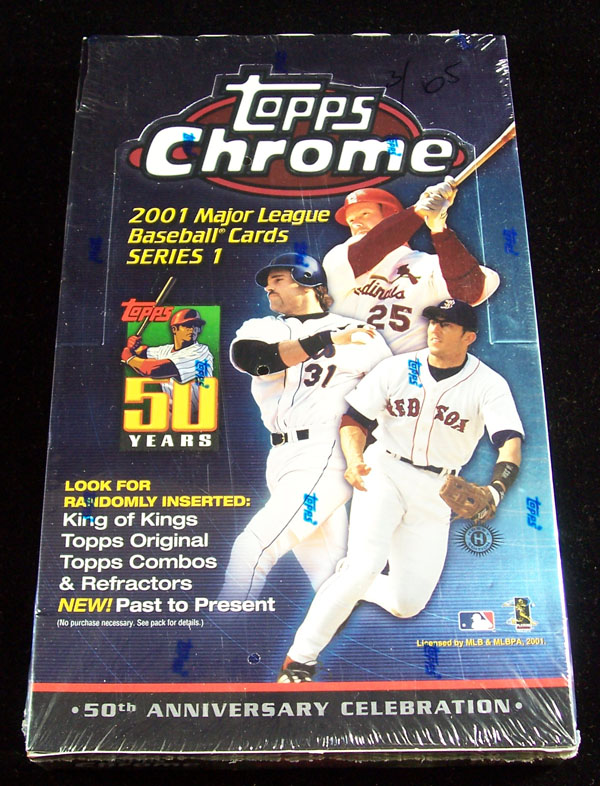 3/ 05
Topps
Chrome
2001 Major League
Baseball® Cards
SERIES 1
Cardinals
25
31
RED SOX
Topps
50
YEARS
LOOK FOR
RANDOMLY INSERTED:
King of Kings
Topps Original
Topps Combos
& Refractors
NEW! Past to Present
(No purchase necessary. See pack for details.)
H
Licensed by MLB & MLBPA, 2001.
•50th ANNIVERSARY CELEBRATION•